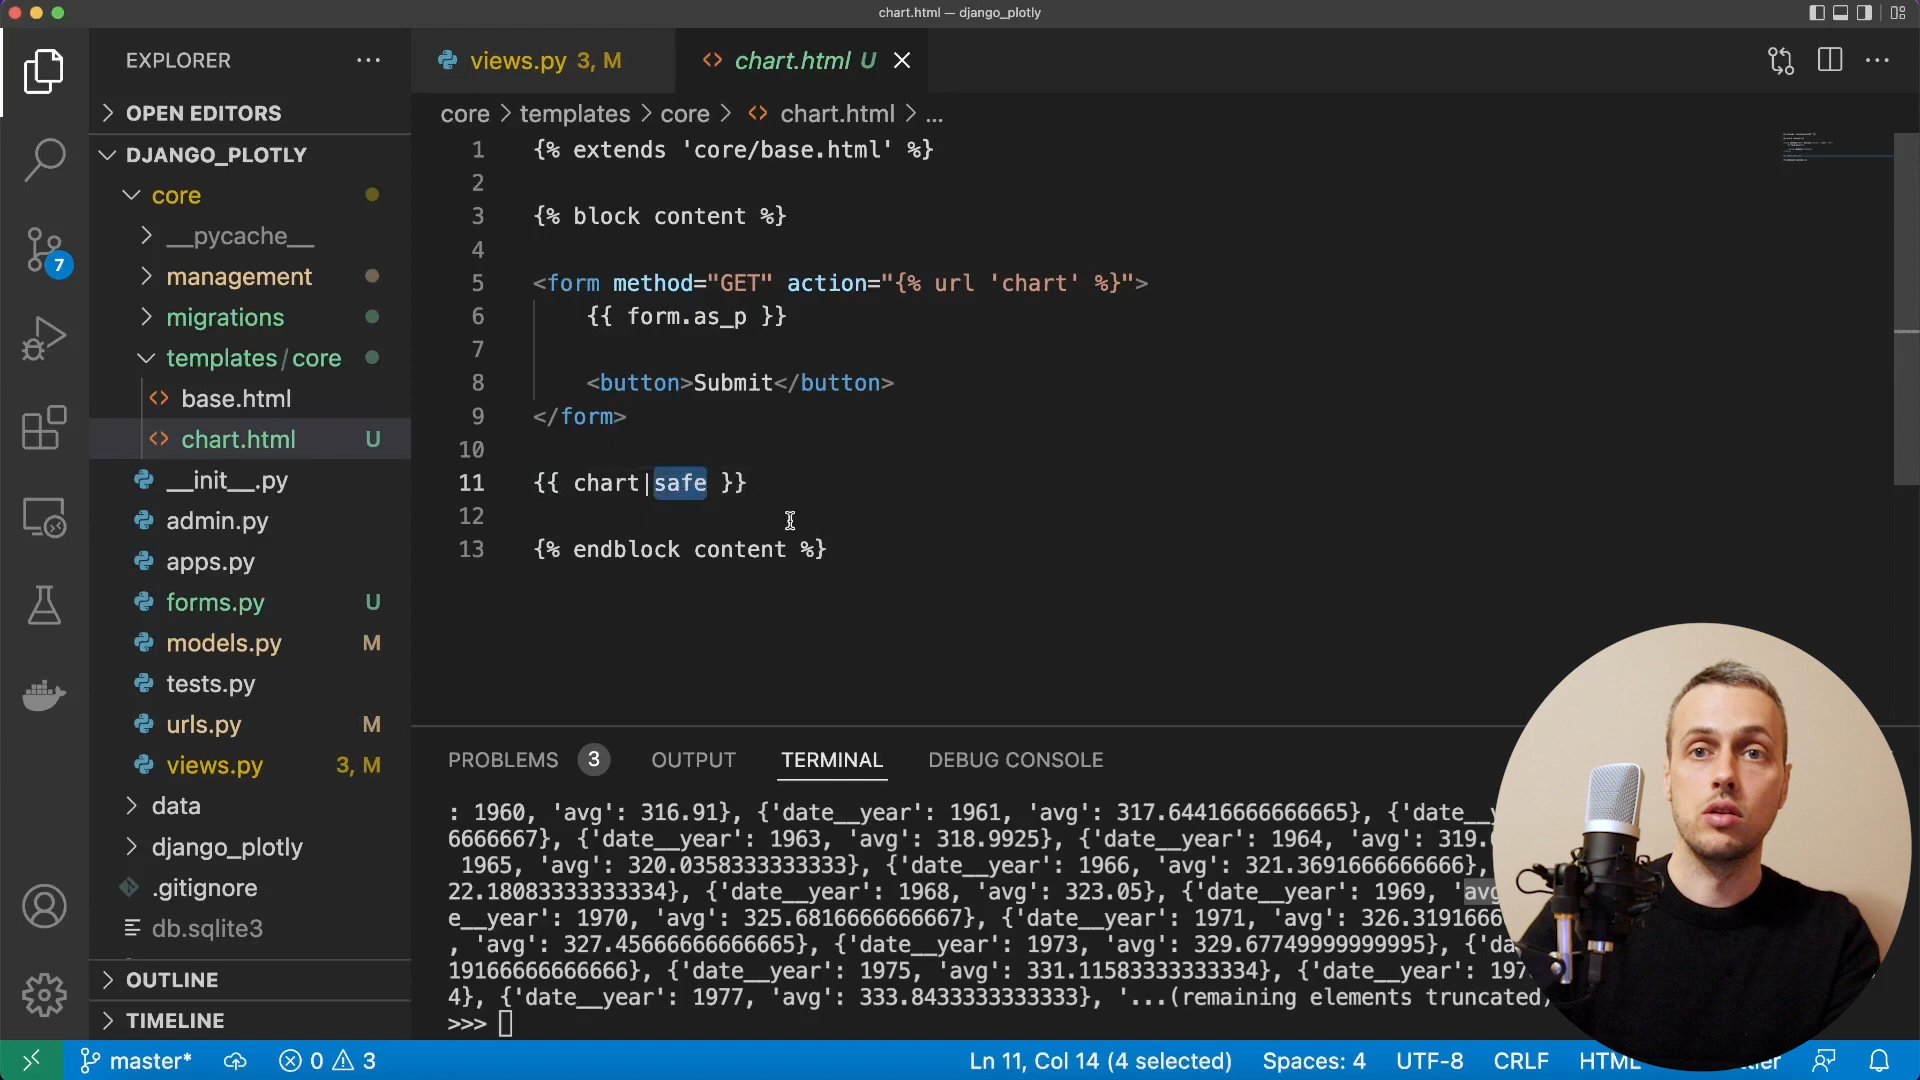 chart.html — django_plotly
EXPLORER
OPEN EDITORS
DJANGO_PLOTLY
core
__pycache__
management
migrations
templates/core
base.html
chart.html U
__init__.py
admin.py
apps.py
forms.py U
models.py M
tests.py
urls.py M
views.py 3, M
data
django_plotly
.gitignore
db.sqlite3
OUTLINE
TIMELINE
7
views.py 3, M
chart.html U
core > templates > core > chart.html > ...
1 {% extends 'core/base.html' %}
2
3 {% block content %}
4
5 <form method="GET" action="{% url 'chart' %}">
6 {{ form.as_p }}
7
8 <button>Submit</button>
9 </form>
10
11 {{ chart|safe }}
12
13 {% endblock content %}
PROBLEMS 3 OUTPUT TERMINAL DEBUG CONSOLE
: 1960, 'avg': 316.91}, {'date__year': 1961, 'avg': 317.64416666666665}, {'date__y
6666667}, {'date__year': 1963, 'avg': 318.9925}, {'date__year': 1964, 'avg': 319.
1965, 'avg': 320.0358333333333}, {'date__year': 1966, 'avg': 321.3691666666666},
22.18083333333334}, {'date__year': 1968, 'avg': 323.05}, {'date__year': 1969, 'avg
e__year': 1970, 'avg': 325.6816666666667}, {'date__year': 1971, 'avg': 326.319166
, 'avg': 327.45666666666665}, {'date__year': 1973, 'avg': 329.67749999999995}, {'da
19166666666666}, {'date__year': 1975, 'avg': 331.11583333333334}, {'date__year': 197
4}, {'date__year': 1977, 'avg': 333.8433333333333}, '...(remaining elements truncated)
>>>
master* 0 3 Ln 11, Col 14 (4 selected) Spaces: 4 UTF-8 CRLF HTML